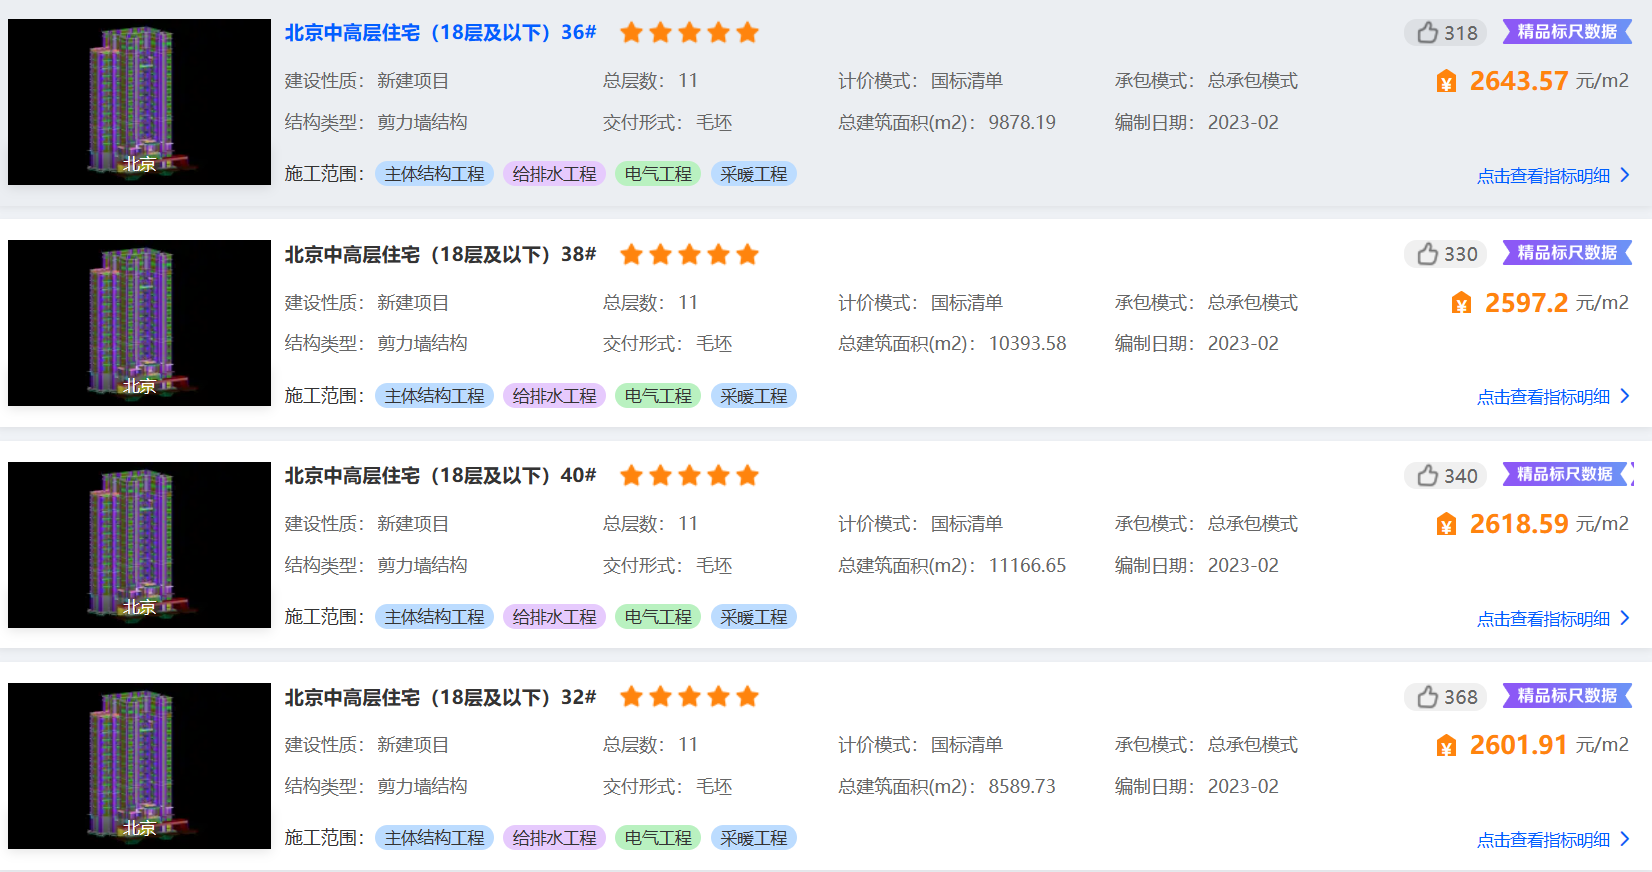 北京中高层住宅（18层及以下）36# 318 精品标尺数据
建设性质： 新建项目 总层数： 11 计价模式： 国标清单 承包模式： 总承包模式 ¥ 2643.57 元/m2
结构类型： 剪力墙结构 交付形式： 毛坯 总建筑面积(m2)： 9878.19 编制日期： 2023-02
北京
施工范围： 主体结构工程 给排水工程 电气工程 采暖工程 点击查看指标明细
北京中高层住宅（18层及以下）38# 330 精品标尺数据
建设性质： 新建项目 总层数： 11 计价模式： 国标清单 承包模式： 总承包模式 ¥ 2597.2 元/m2
结构类型： 剪力墙结构 交付形式： 毛坯 总建筑面积(m2)： 10393.58 编制日期： 2023-02
北京
施工范围： 主体结构工程 给排水工程 电气工程 采暖工程 点击查看指标明细
北京中高层住宅（18层及以下）40# 340 精品标尺数据
建设性质： 新建项目 总层数： 11 计价模式： 国标清单 承包模式： 总承包模式 ¥ 2618.59 元/m2
结构类型： 剪力墙结构 交付形式： 毛坯 总建筑面积(m2)： 11166.65 编制日期： 2023-02
北京
施工范围： 主体结构工程 给排水工程 电气工程 采暖工程 点击查看指标明细
北京中高层住宅（18层及以下）32# 368 精品标尺数据
建设性质： 新建项目 总层数： 11 计价模式： 国标清单 承包模式： 总承包模式 ¥ 2601.91 元/m2
结构类型： 剪力墙结构 交付形式： 毛坯 总建筑面积(m2)： 8589.73 编制日期： 2023-02
北京
施工范围： 主体结构工程 给排水工程 电气工程 采暖工程 点击查看指标明细